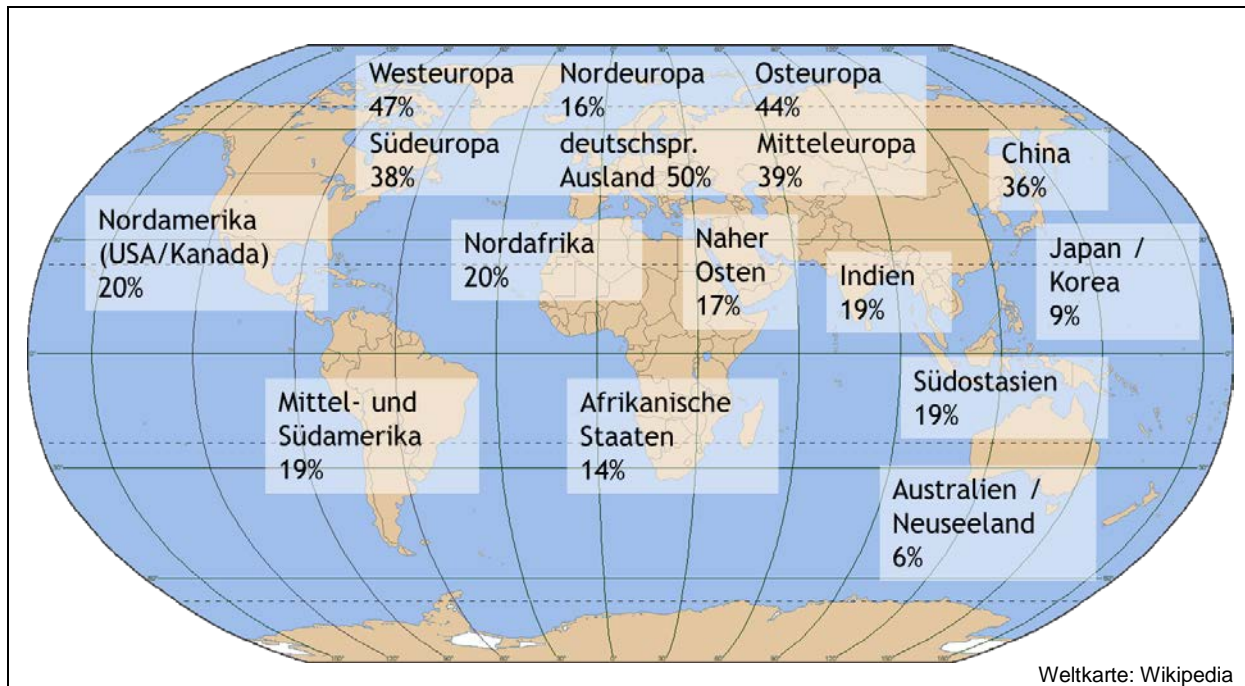 Westeuropa
47%
Nordeuropa
16%
Osteuropa
44%
Südeuropa
38%
deutschspr.
Ausland 50%
Mitteleuropa
39%
China
36%
Nordamerika
(USA/Kanada)
20%
Nordafrika
20%
Naher
Osten
17%
Indien
19%
Japan /
Korea
9%
Mittel- und
Südamerika
19%
Afrikanische
Staaten
14%
Südostasien
19%
Australien /
Neuseeland
6%
Weltkarte: Wikipedia